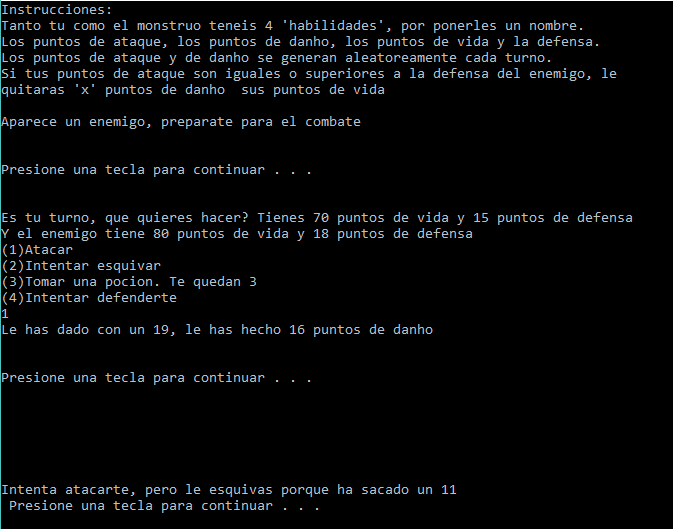 Instrucciones:
Tanto tu como el monstruo teneis 4 'habilidades', por ponerles un nombre.
Los puntos de ataque, los puntos de danho, los puntos de vida y la defensa.
Los puntos de ataque y de danho se generan aleatoreamente cada turno.
Si tus puntos de ataque son iguales o superiores a la defensa del enemigo, le
quitaras 'x' puntos de danho  sus puntos de vida
Aparece un enemigo, preparate para el combate
Presione una tecla para continuar . . .
Es tu turno, que quieres hacer? Tienes 70 puntos de vida y 15 puntos de defensa
Y el enemigo tiene 80 puntos de vida y 18 puntos de defensa
(1)Atacar
(2)Intentar esquivar
(3)Tomar una pocion. Te quedan 3
(4)Intentar defenderte
1
Le has dado con un 19, le has hecho 16 puntos de danho
Presione una tecla para continuar . . .
Intenta atacarte, pero le esquivas porque ha sacado un 11
 Presione una tecla para continuar . . .